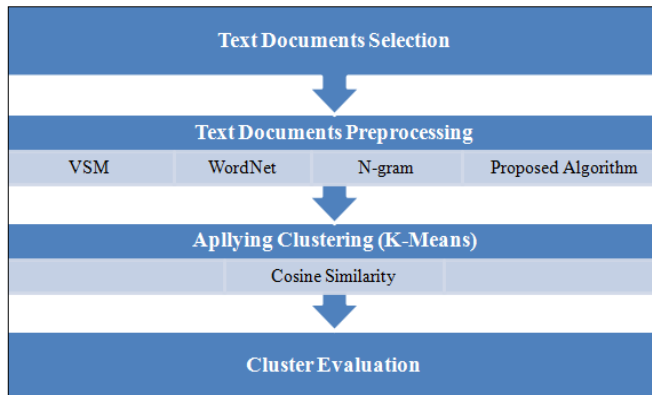 Text Documents Selection
Text Documents Preprocessing
VSM WordNet N-gram Proposed Algorithm
Apllying Clustering (K-Means)
Cosine Similarity
Cluster Evaluation